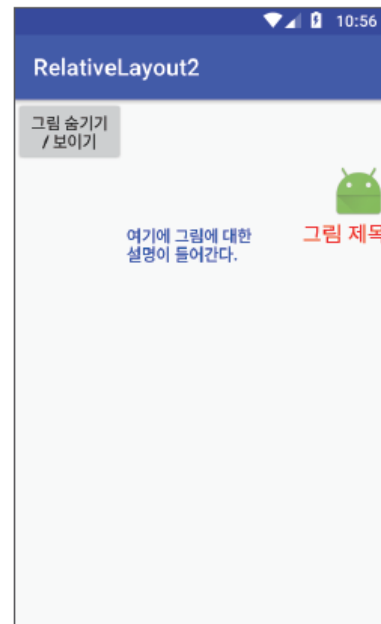 10:56
RelativeLayout2
그림 숨기기
/ 보이기
여기에 그림에 대한
설명이 들어간다.
그림 제목